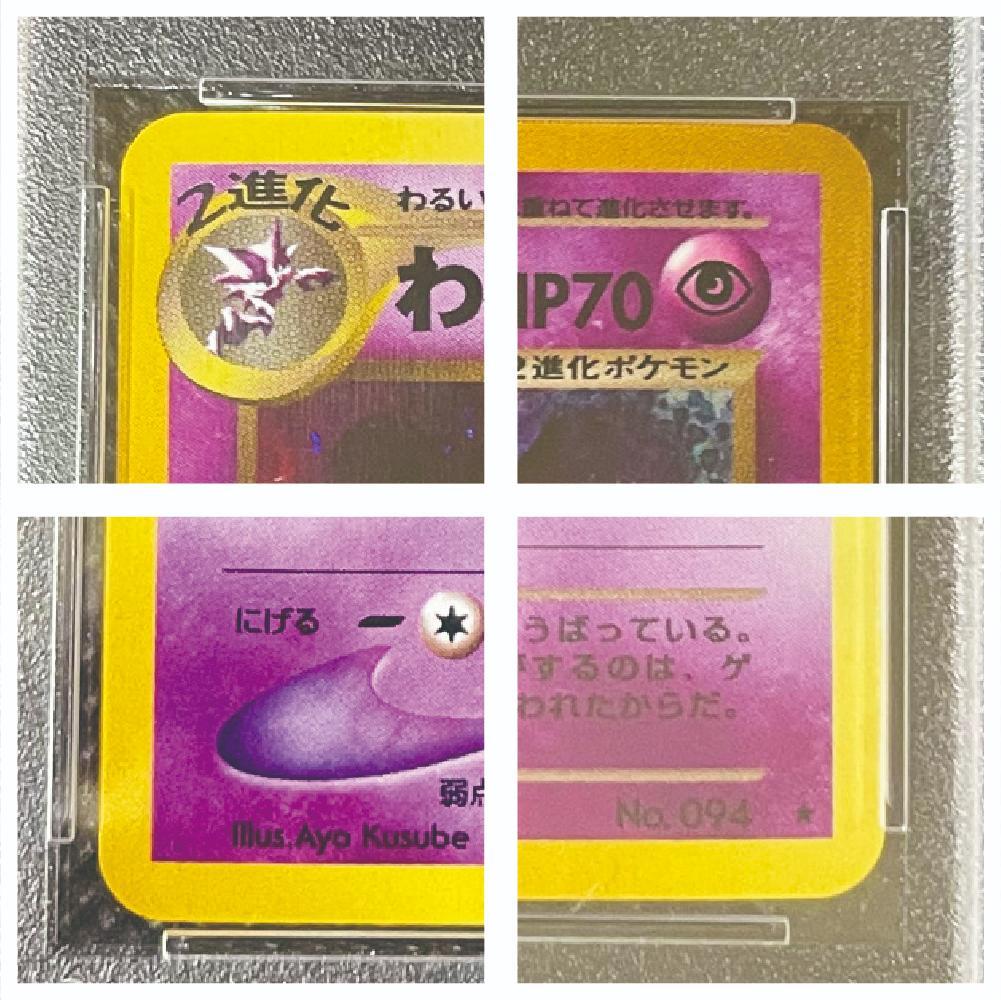 2進化
わるい
わ
重ねて進化させます。
HP70
2進化ポケモン
にげる
弱点
Illus. Aya Kusube
うばっている。
がするのは、ゲ
われたからだ。
No. 094 ★